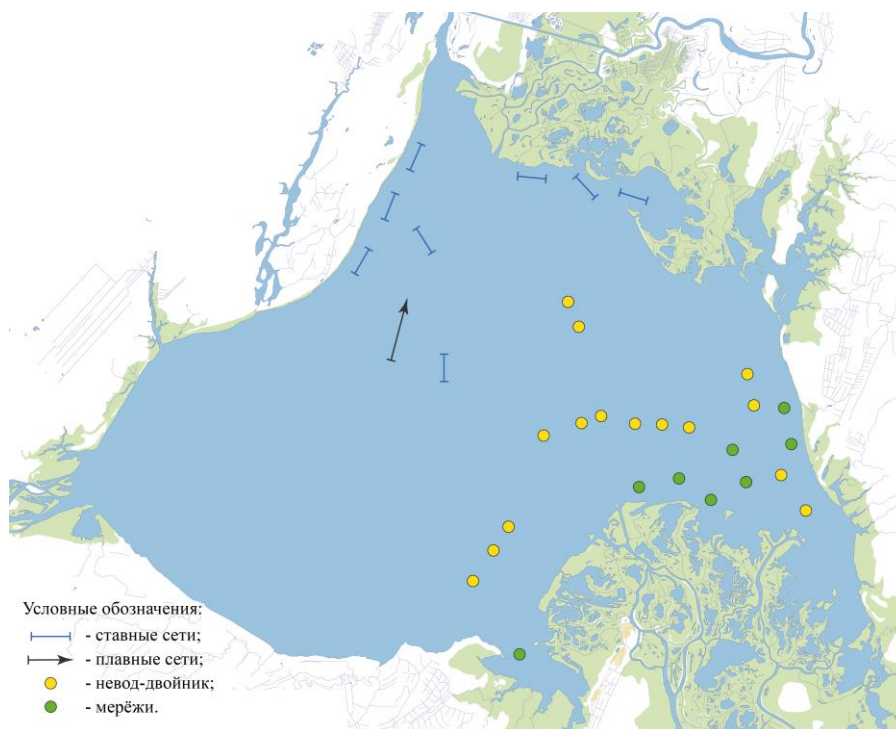 Условные обозначения:
- ставные сети;
- плавные сети;
- невод-двойник;
- мерёжи.